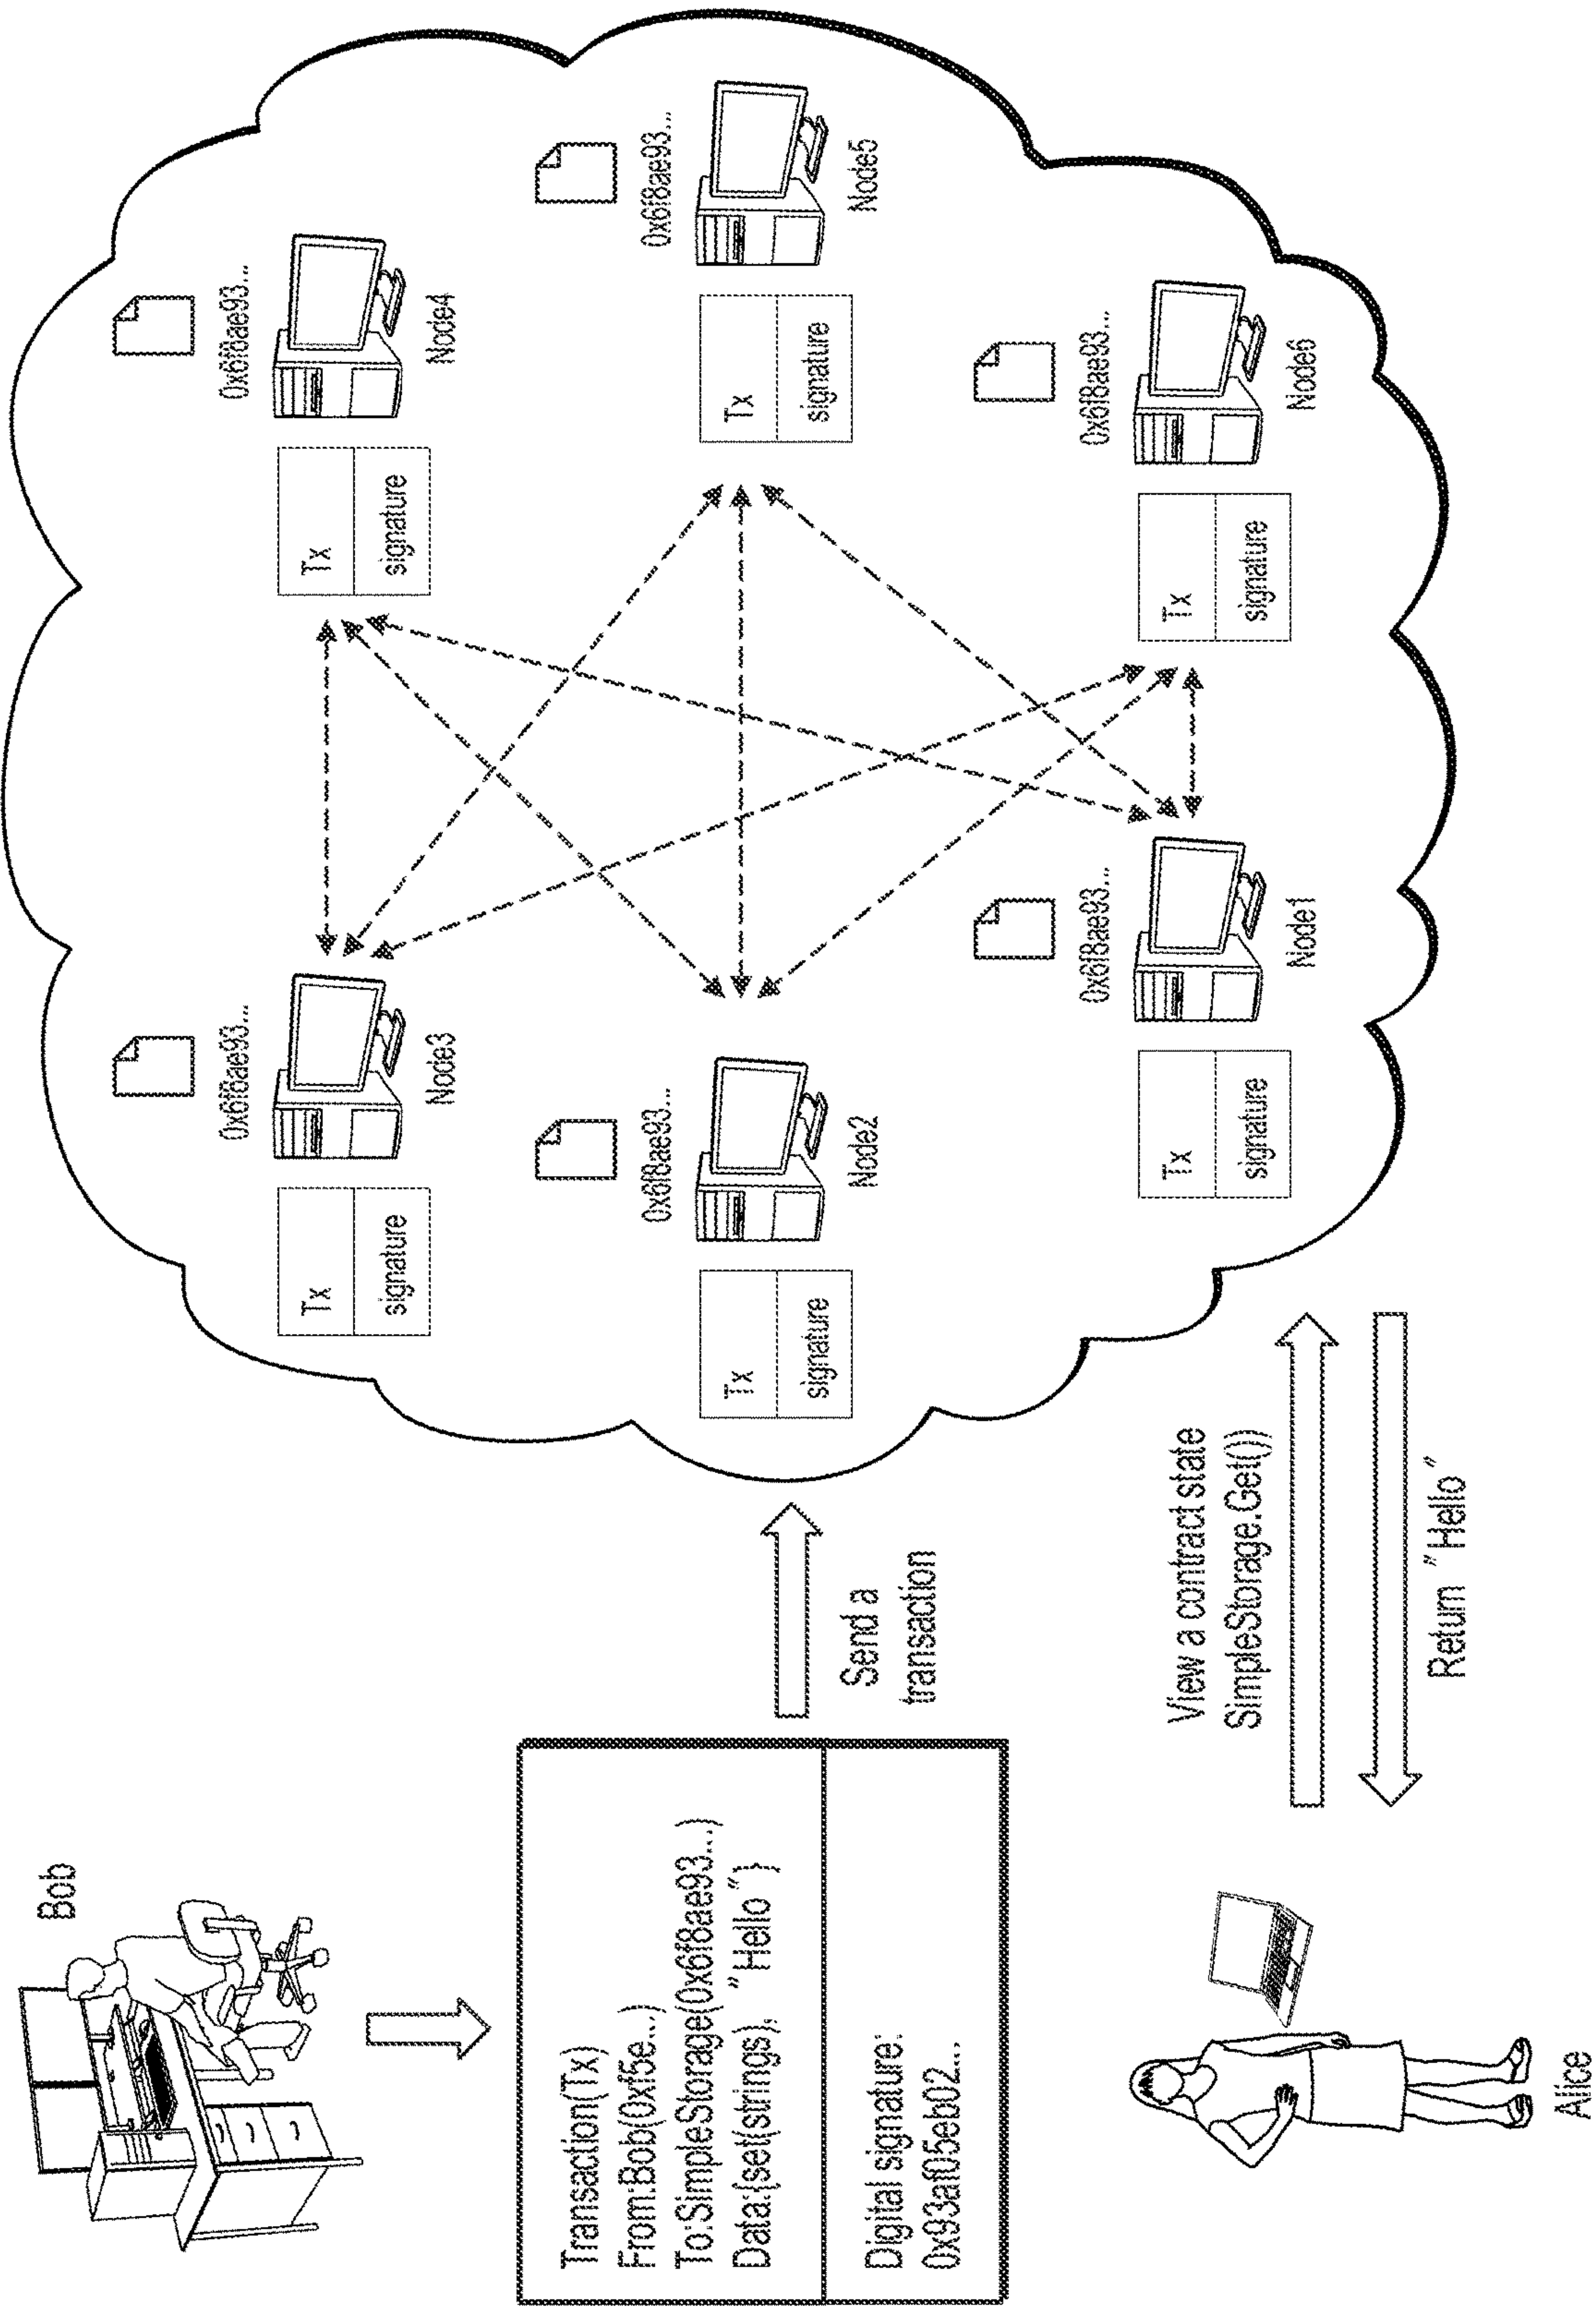 Bob
Transaction(Tx)
From:Bob(0xf5e...)
To:SimpleStorage(0x6f8ae93...)
Data:{set(strings), "Hello"}
Digital signature:
0x93af05eb02...
Send a
transaction
Alice
View a contract state
SimpleStorage.Get()
Return "Hello"
0x6f8ae93...
Tx
signature
Node3
0x6f8ae93...
Tx
signature
Node4
0x6f8ae93...
Tx
signature
Node2
0x6f8ae93...
Tx
signature
Node5
0x6f8ae93...
Tx
signature
Node1
0x6f8ae93...
Tx
signature
Node6